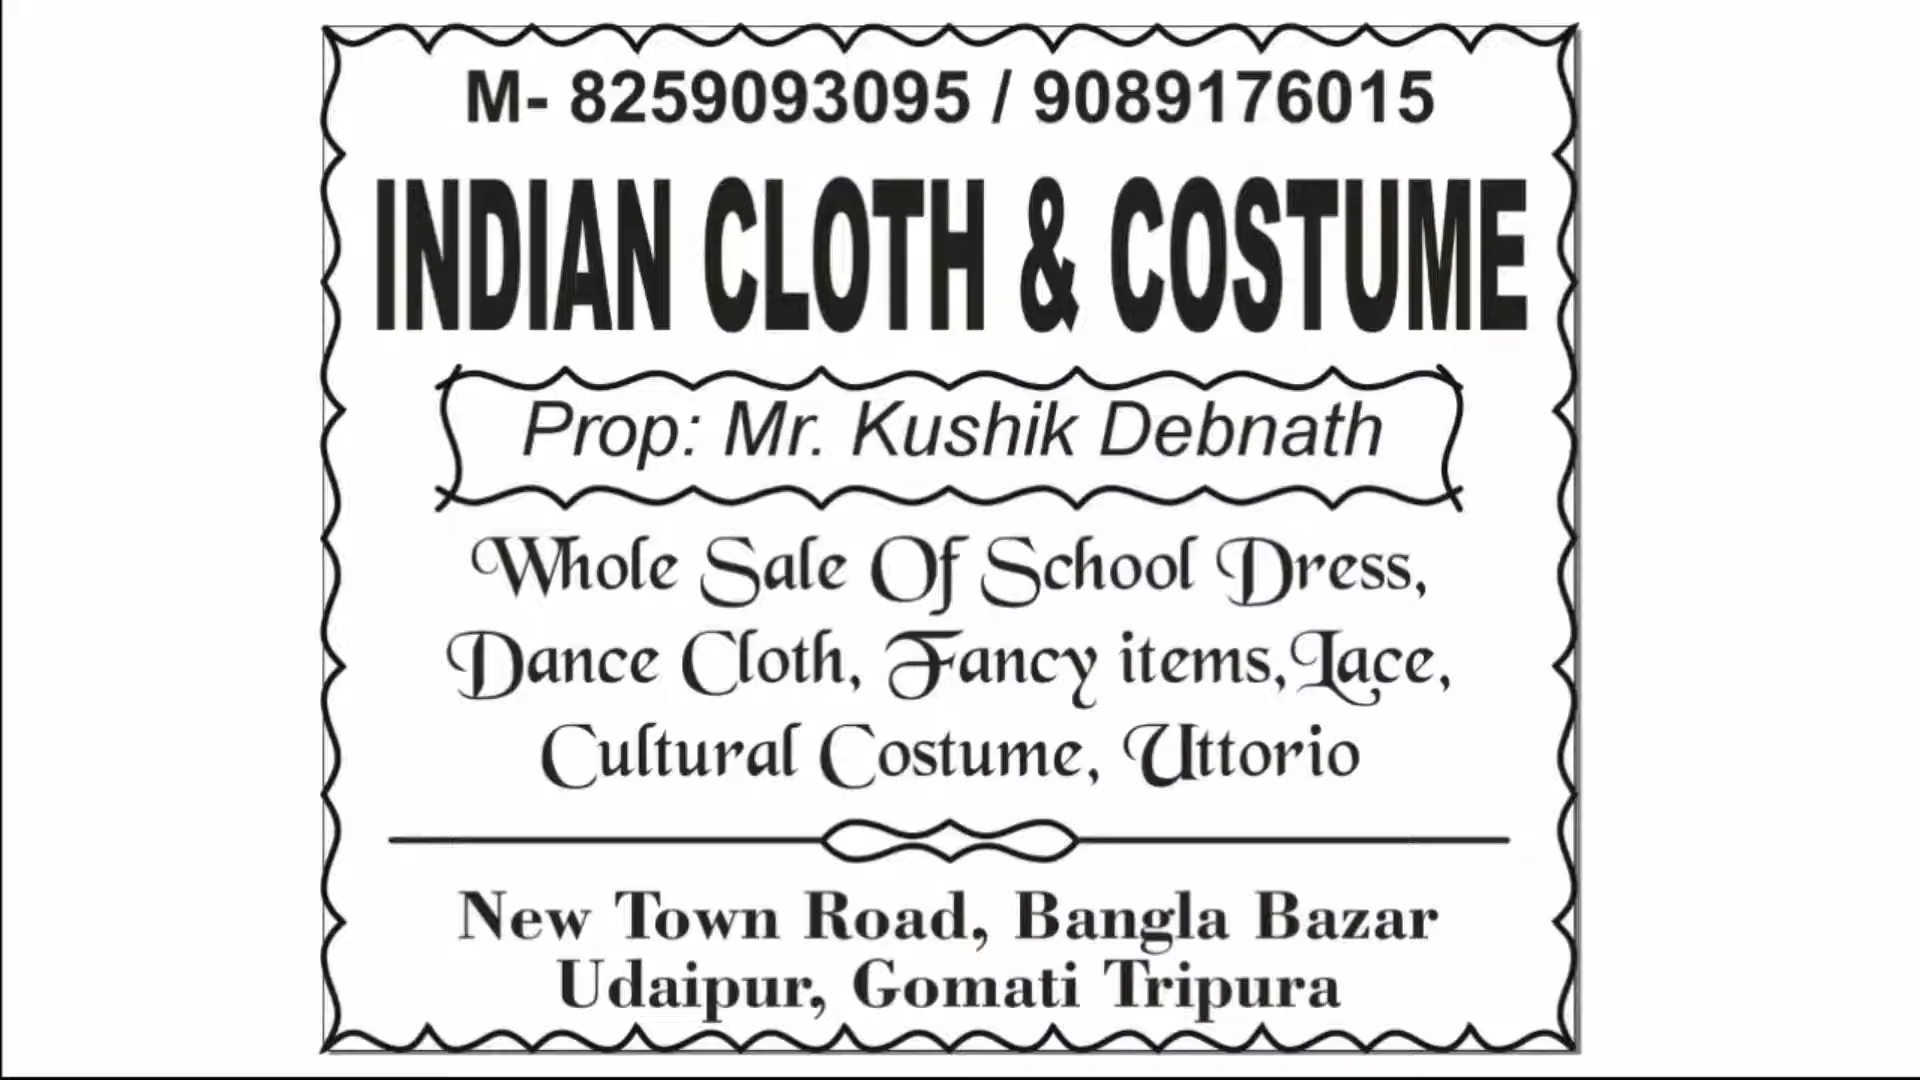 M- 8259093095 / 9089176015
INDIAN CLOTH & COSTUME
Prop: Mr. Kushik Debnath
Whole Sale Of School Dress,
Dance Cloth, Fancy items,Lace,
Cultural Costume, Uttorio
New Town Road, Bangla Bazar
Udaipur, Gomati Tripura